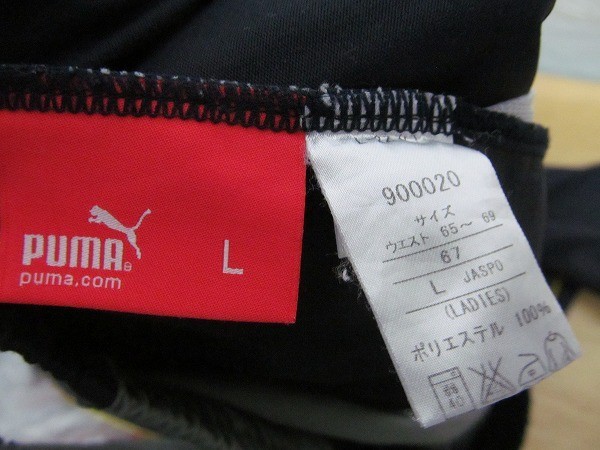 PUMA®
puma.com
L
900020
サイズ
ウエスト 65～ 69
67
L JASPO
(LADIES)
ポリエステル 100%
40